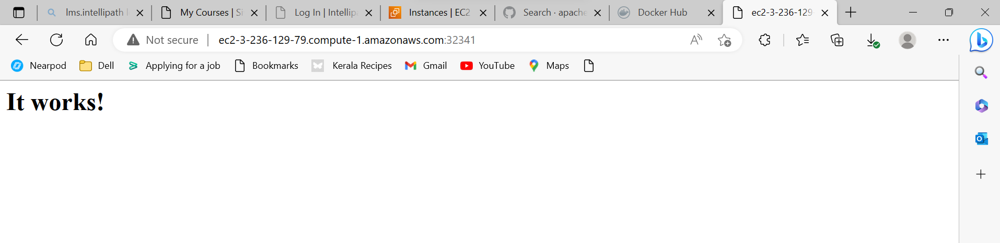 lms.intellipath
My Courses | Si
Log In | Intellipa
Instances | EC2
Search · apache
Docker Hub
ec2-3-236-129
Not secure ec2-3-236-129-79.compute-1.amazonaws.com:32341
Nearpod Dell Applying for a job Bookmarks Kerala Recipes Gmail YouTube Maps
It works!